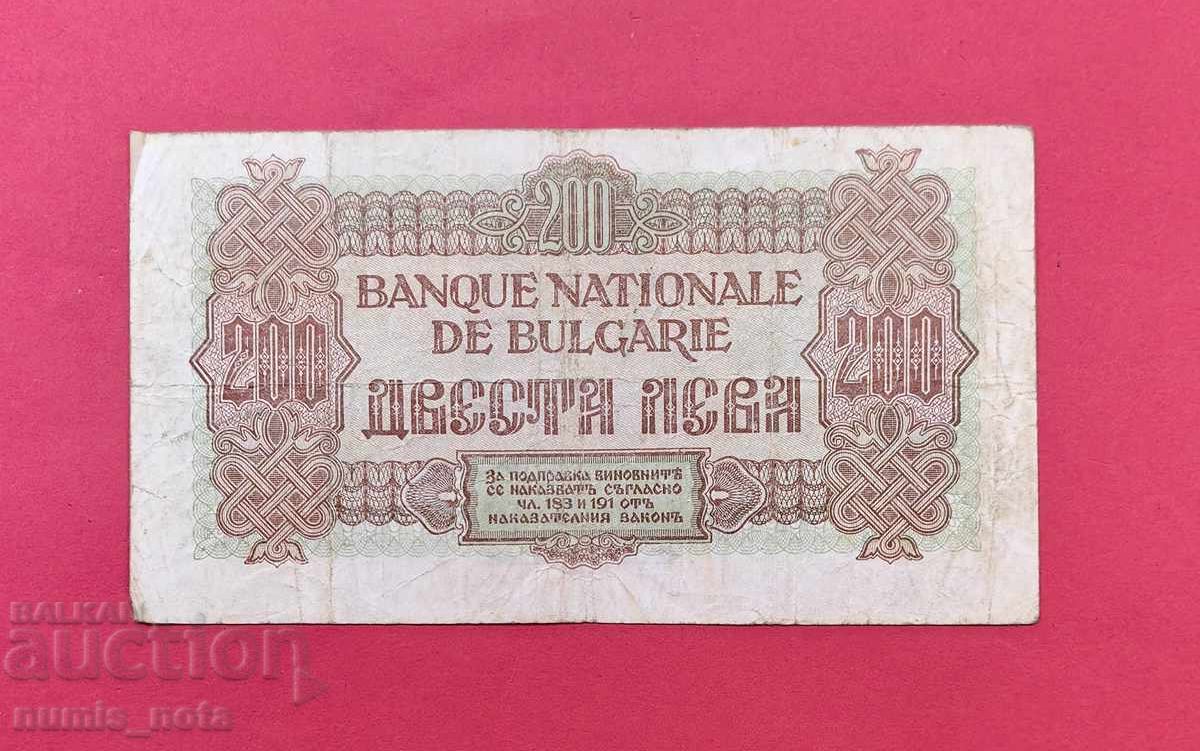 200
BANQUE NATIONALE
DE BULGARIE
200
200
ДВЕСТА ЛЕВА
ЗА ПОДПРАВКА ВИНОВНИТѢ
СЕ НАКАЗВАТЪ СЪГЛАСНО
ЧЛ. 183 И 191 ОТЪ
НАКАЗАТЕЛНИЯ ЗАКОНЪ
BALKAN
auction
numis_nota